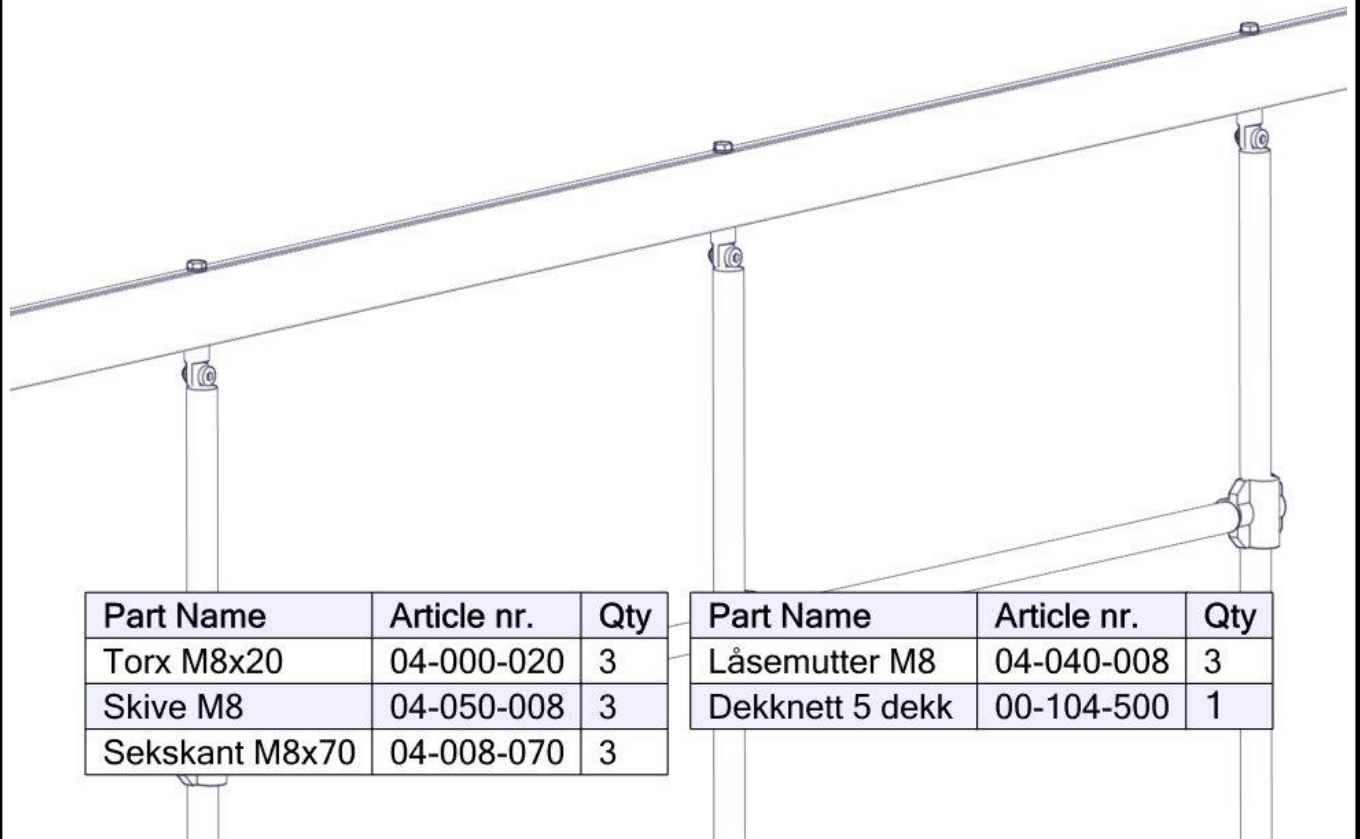 Part Name Article nr. Qty
Torx M8x20 04-000-020 3
Skive M8 04-050-008 3
Sekskant M8x70 04-008-070 3
Part Name Article nr. Qty
Låsemutter M8 04-040-008 3
Dekknett 5 dekk 00-104-500 1